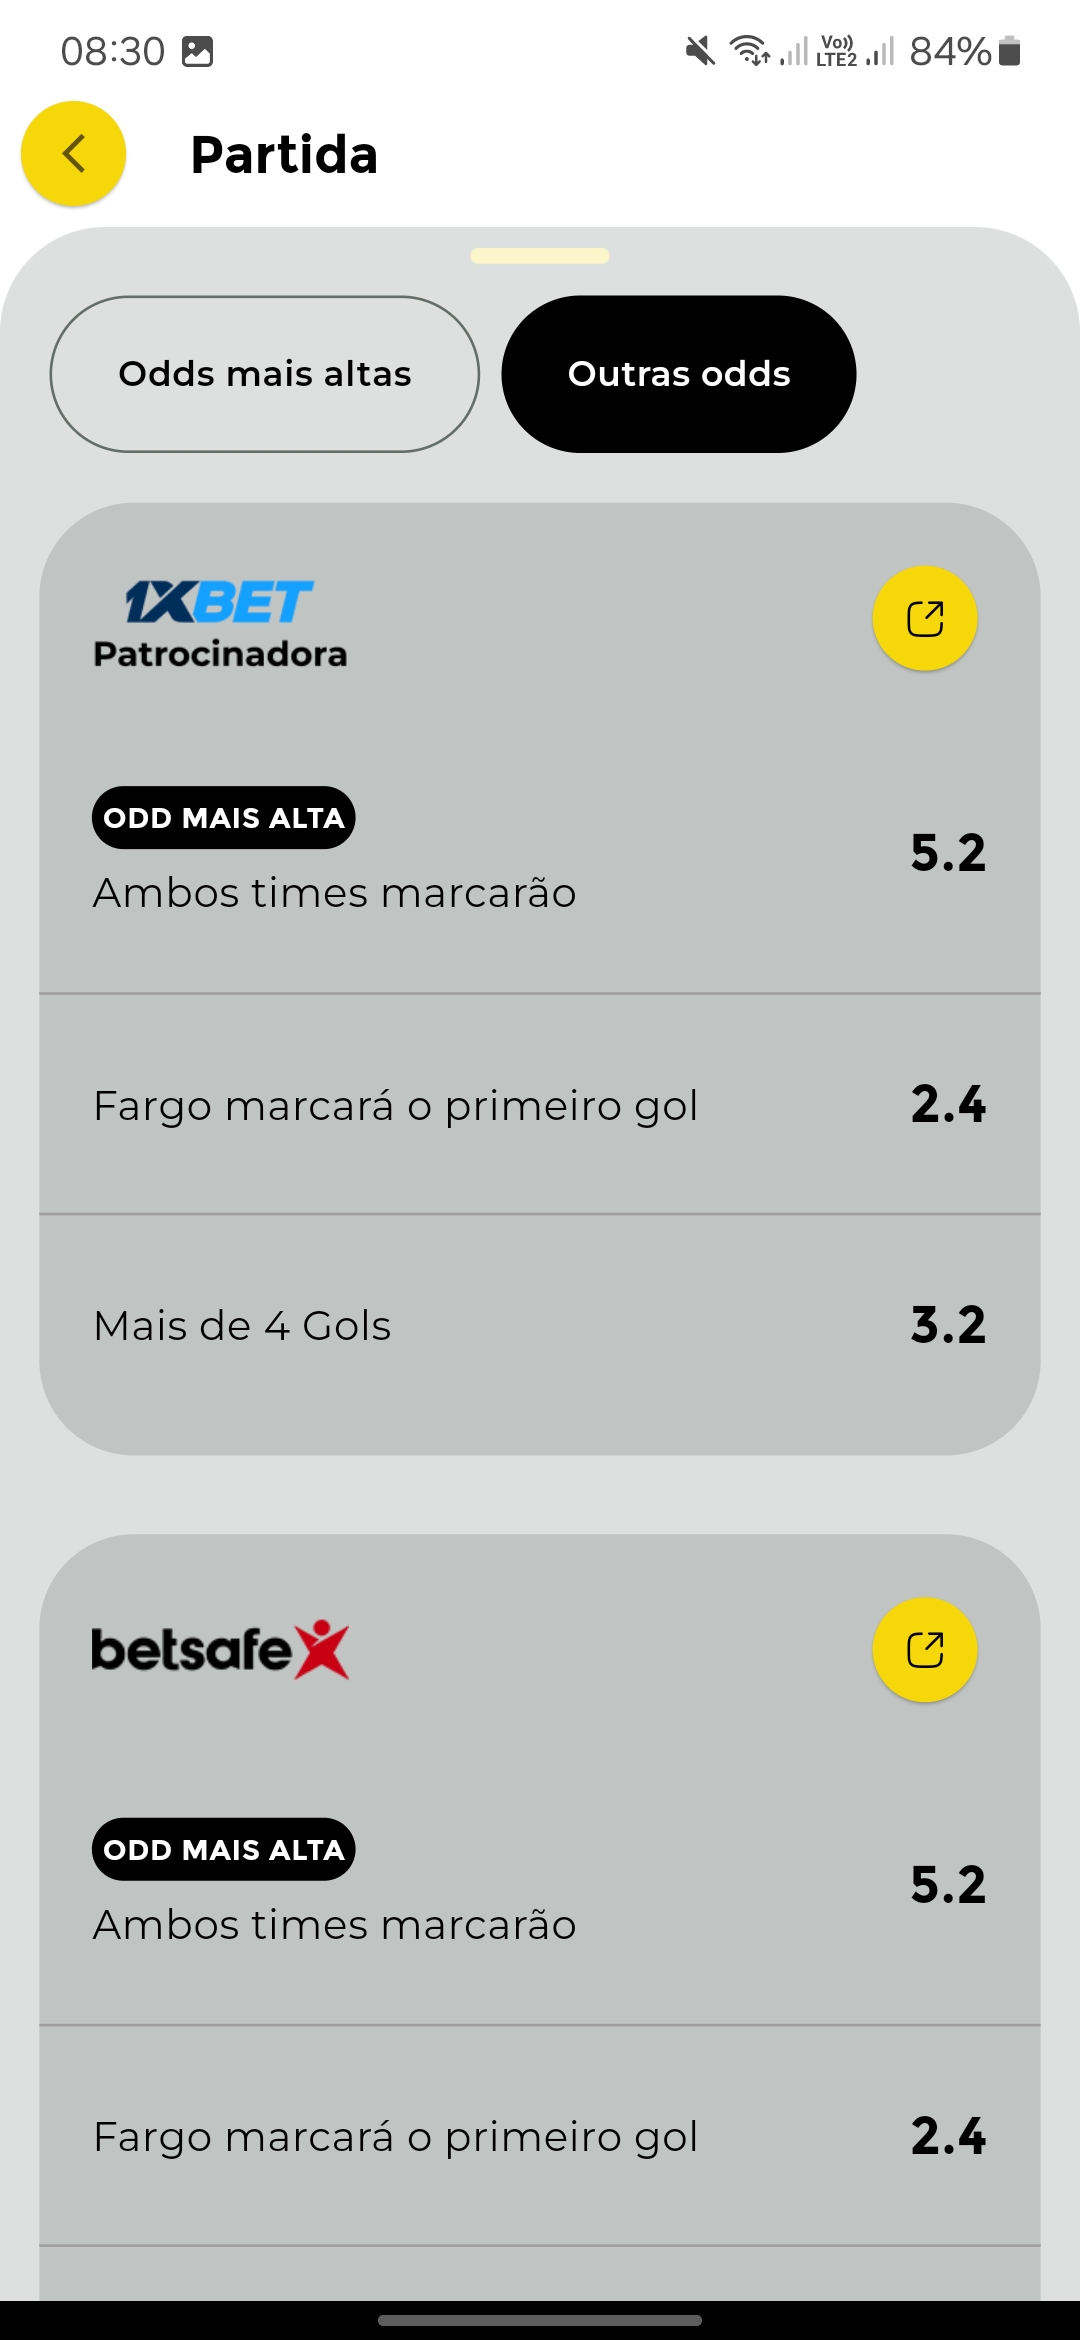 08:30
Vo)) LTE2 84%
Partida
Odds mais altas
Outras odds
1XBET
Patrocinadora
ODD MAIS ALTA
Ambos times marcarão
5.2
Fargo marcará o primeiro gol
2.4
Mais de 4 Gols
3.2
betsafe
ODD MAIS ALTA
Ambos times marcarão
5.2
Fargo marcará o primeiro gol
2.4